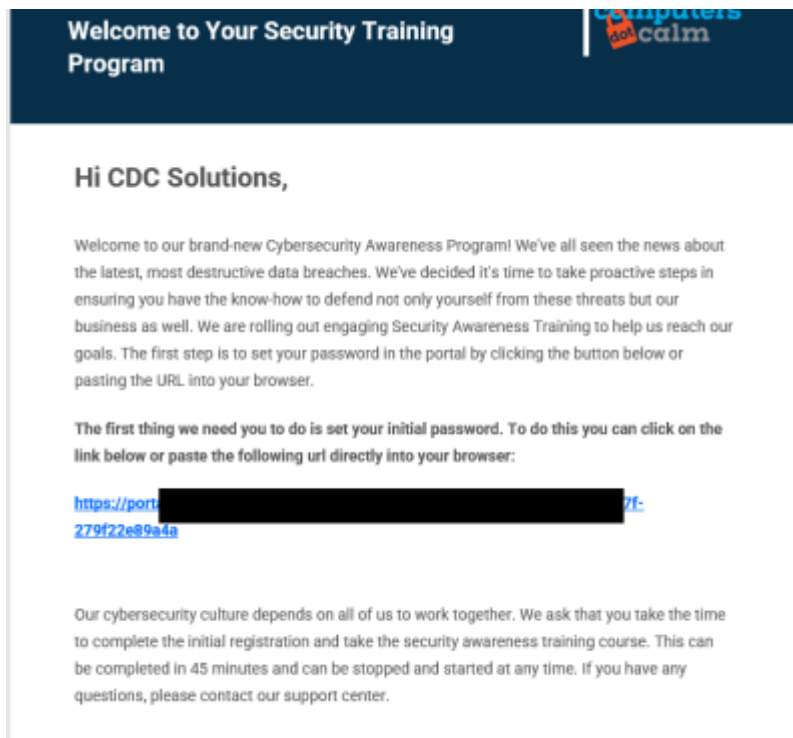 Welcome to Your Security Training
Program
computers
dot calm
Hi CDC Solutions,
Welcome to our brand-new Cybersecurity Awareness Program! We've all seen the news about
the latest, most destructive data breaches. We've decided it's time to take proactive steps in
ensuring you have the know-how to defend not only yourself from these threats but our
business as well. We are rolling out engaging Security Awareness Training to help us reach our
goals. The first step is to set your password in the portal by clicking the button below or
pasting the URL into your browser.
The first thing we need you to do is set your initial password. To do this you can click on the
link below or paste the following url directly into your browser:
https://porta 7f-
279f22e89a4a
Our cybersecurity culture depends on all of us to work together. We ask that you take the time
to complete the initial registration and take the security awareness training course. This can
be completed in 45 minutes and can be stopped and started at any time. If you have any
questions, please contact our support center.